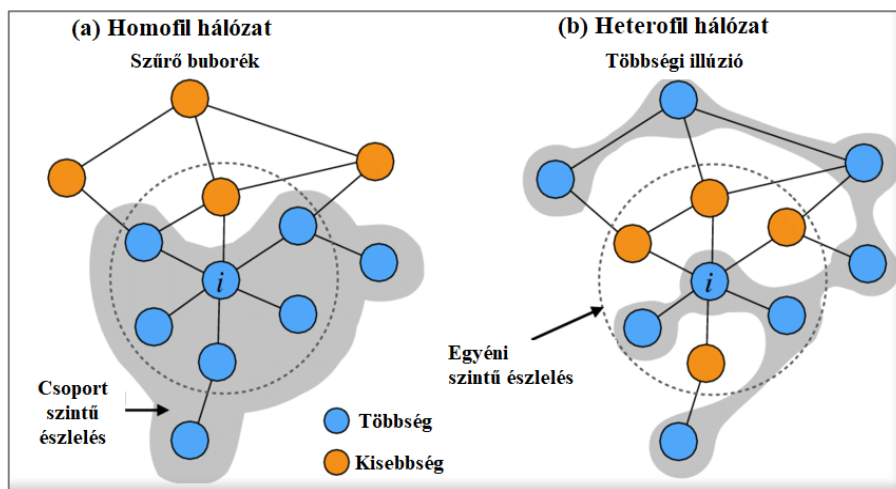 (a) Homofil hálózat
Szűrő buborék
(b) Heterofil hálózat
Többségi illúzió
i
i
Egyéni
szintű észlelés
Csoport
szintű
észlelés
Többség
Kisebbség